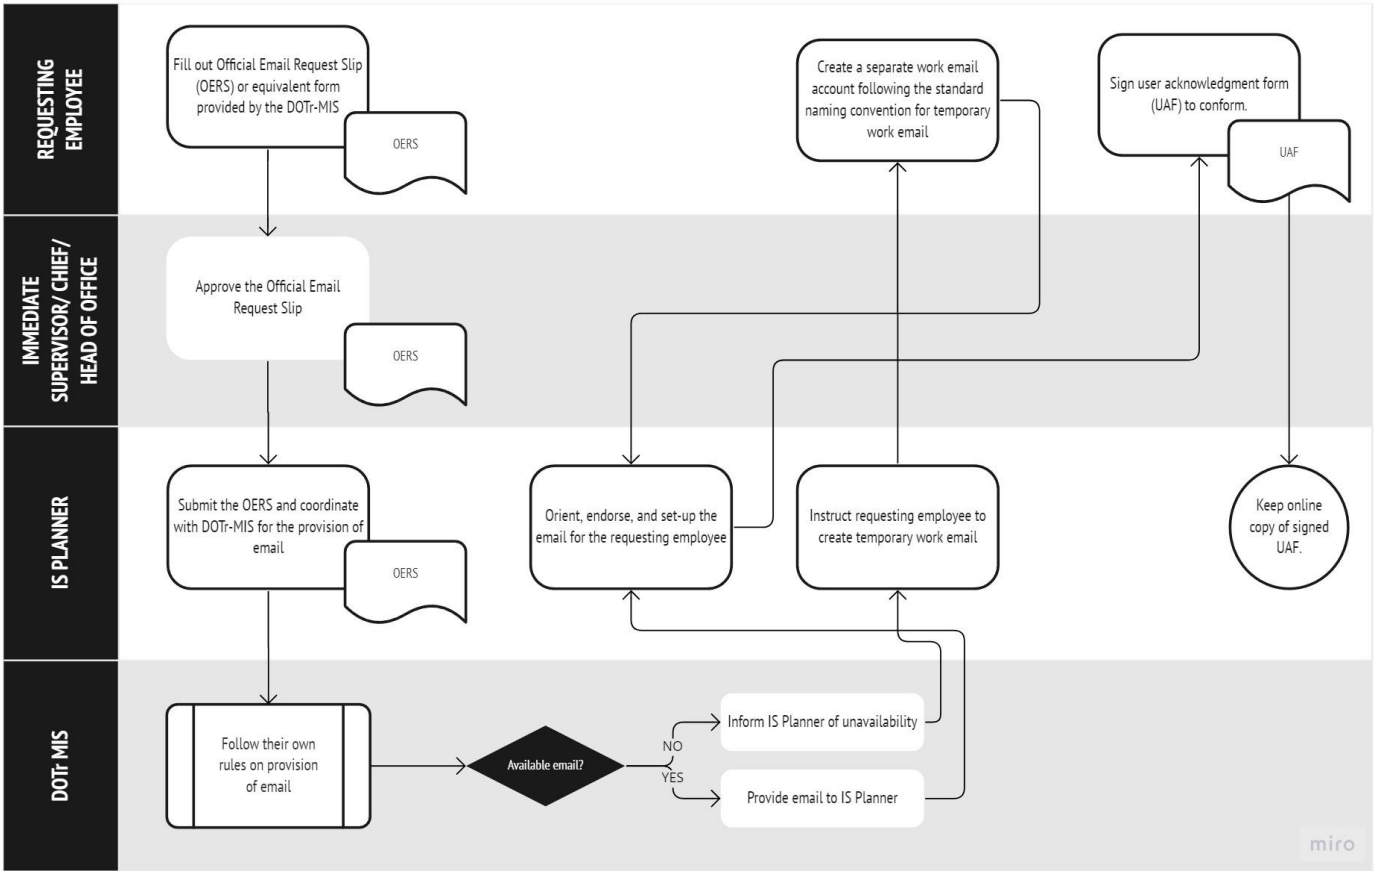 REQUESTING
EMPLOYEE
Fill out Official Email Request Slip
(OERS) or equivalent form
provided by the DOTr-MIS
OERS
Create a separate work email
account following the standard
naming convention for temporary
work email
Sign user acknowledgment form
(UAF) to conform.
UAF
IMMEDIATE
SUPERVISOR/ CHIEF/
HEAD OF OFFICE
Approve the Official Email
Request Slip
OERS
IS PLANNER
Submit the OERS and coordinate
with DOTr-MIS for the provision of
email
OERS
Orient, endorse, and set-up the
email for the requesting employee
Instruct requesting employee to
create temporary work email
Keep online
copy of signed
UAF.
DOTr MIS
Follow their own
rules on provision
of email
Available email?
NO
YES
Inform IS Planner of unavailability
Provide email to IS Planner
miro